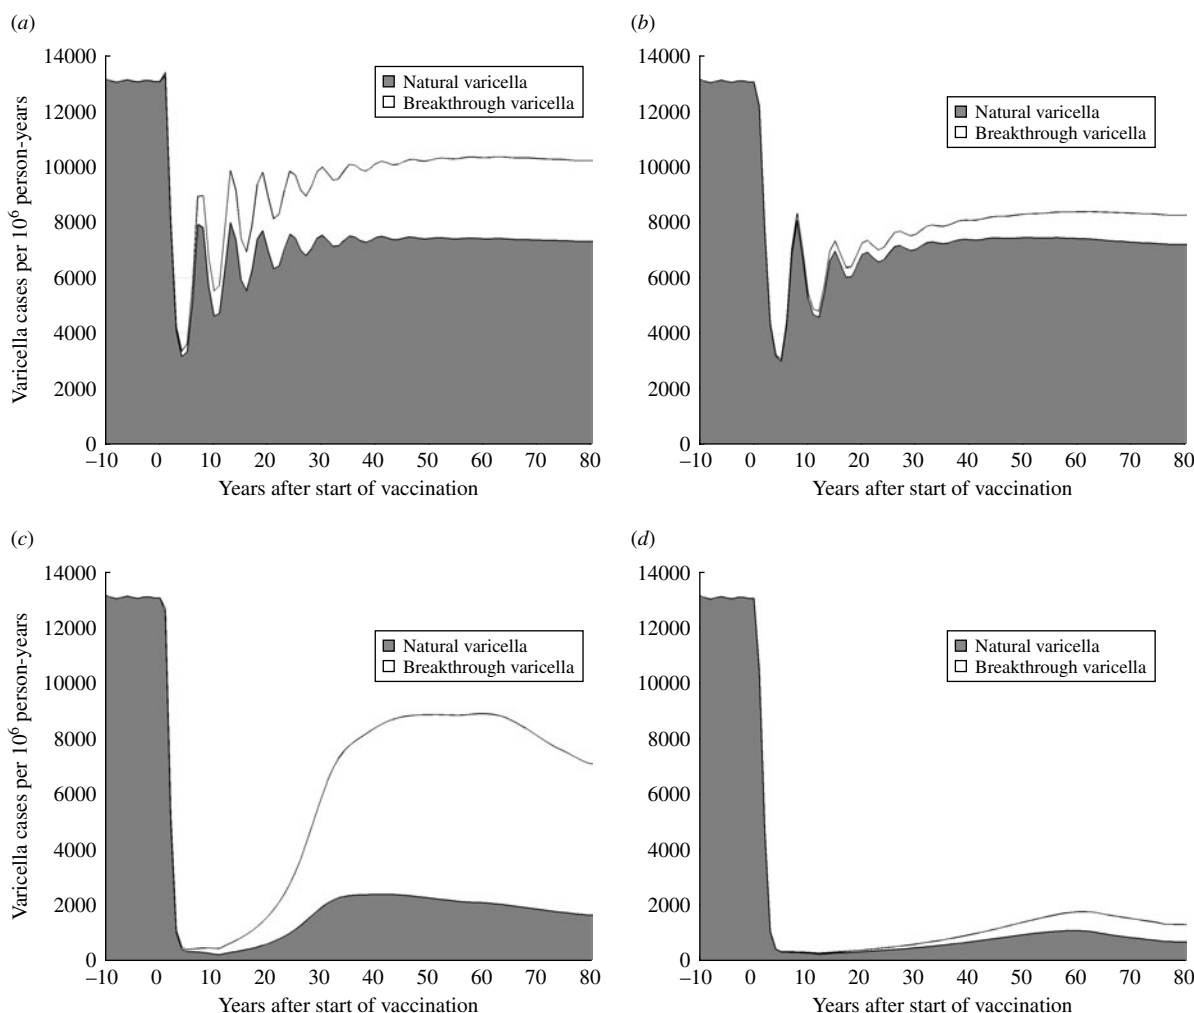 (a)
14000
12000
10000
8000
6000
4000
2000
0
Varicella cases per 10⁶ person-years
Natural varicella
Breakthrough varicella
–10 0 10 20 30 40 50 60 70 80
Years after start of vaccination
(b)
14000
12000
10000
8000
6000
4000
2000
0
Natural varicella
Breakthrough varicella
–10 0 10 20 30 40 50 60 70 80
Years after start of vaccination
(c)
14000
12000
10000
8000
6000
4000
2000
0
Varicella cases per 10⁶ person-years
Natural varicella
Breakthrough varicella
–10 0 10 20 30 40 50 60 70 80
Years after start of vaccination
(d)
14000
12000
10000
8000
6000
4000
2000
0
Natural varicella
Breakthrough varicella
–10 0 10 20 30 40 50 60 70 80
Years after start of vaccination